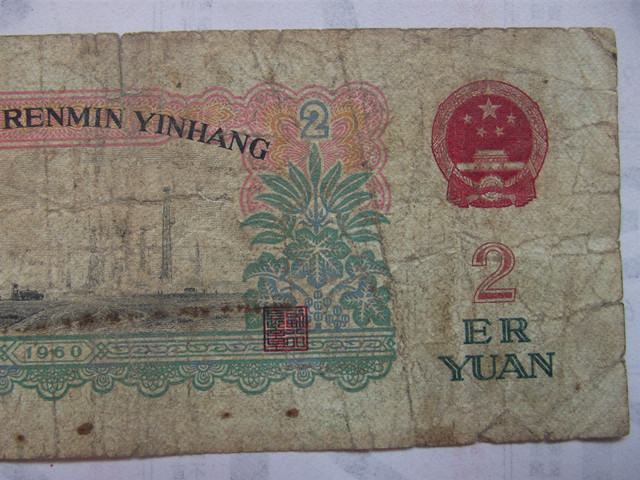 RENMIN YINHANG
2
2
ER
YUAN
1960